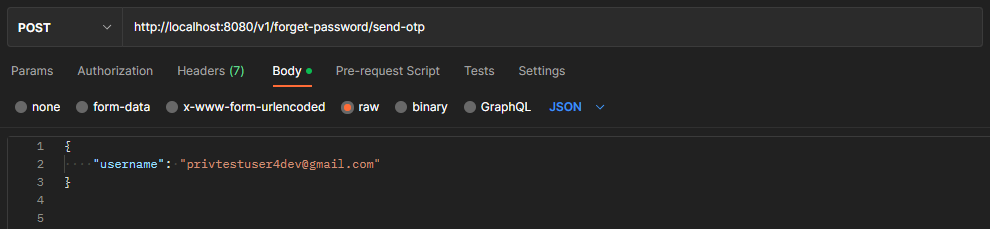 POST http://localhost:8080/v1/forget-password/send-otp
Params Authorization Headers (7) Body Pre-request Script Tests Settings
none form-data x-www-form-urlencoded raw binary GraphQL JSON
1 {
2 "username": "privtestuser4dev@gmail.com"
3 }
4
5